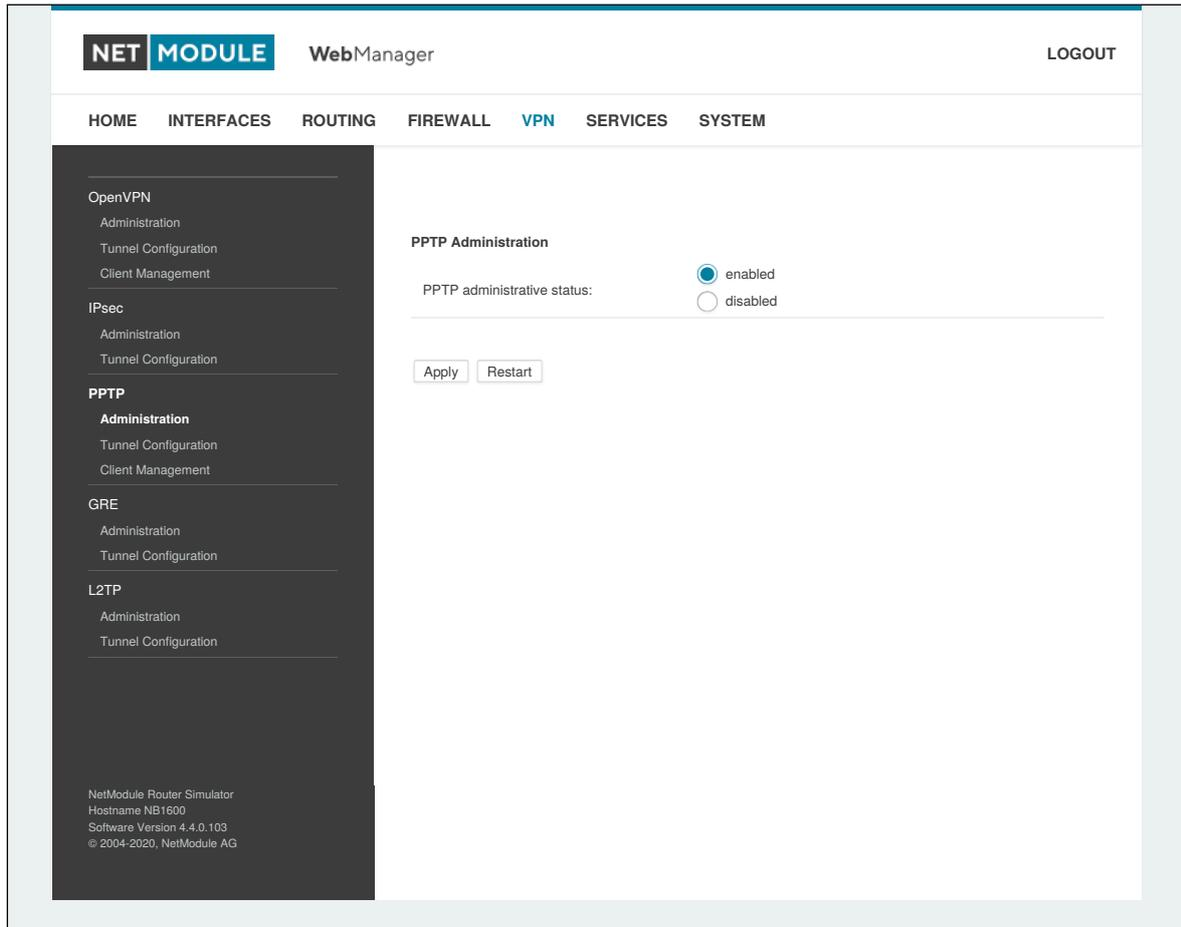 NET MODULE WebManager LOGOUT
HOME INTERFACES ROUTING FIREWALL VPN SERVICES SYSTEM
OpenVPN
Administration
Tunnel Configuration
Client Management
IPsec
Administration
Tunnel Configuration
PPTP
Administration
Tunnel Configuration
Client Management
GRE
Administration
Tunnel Configuration
L2TP
Administration
Tunnel Configuration
NetModule Router Simulator
Hostname NB1600
Software Version 4.4.0.103
© 2004-2020, NetModule AG
PPTP Administration
PPTP administrative status:
enabled
disabled
Apply Restart